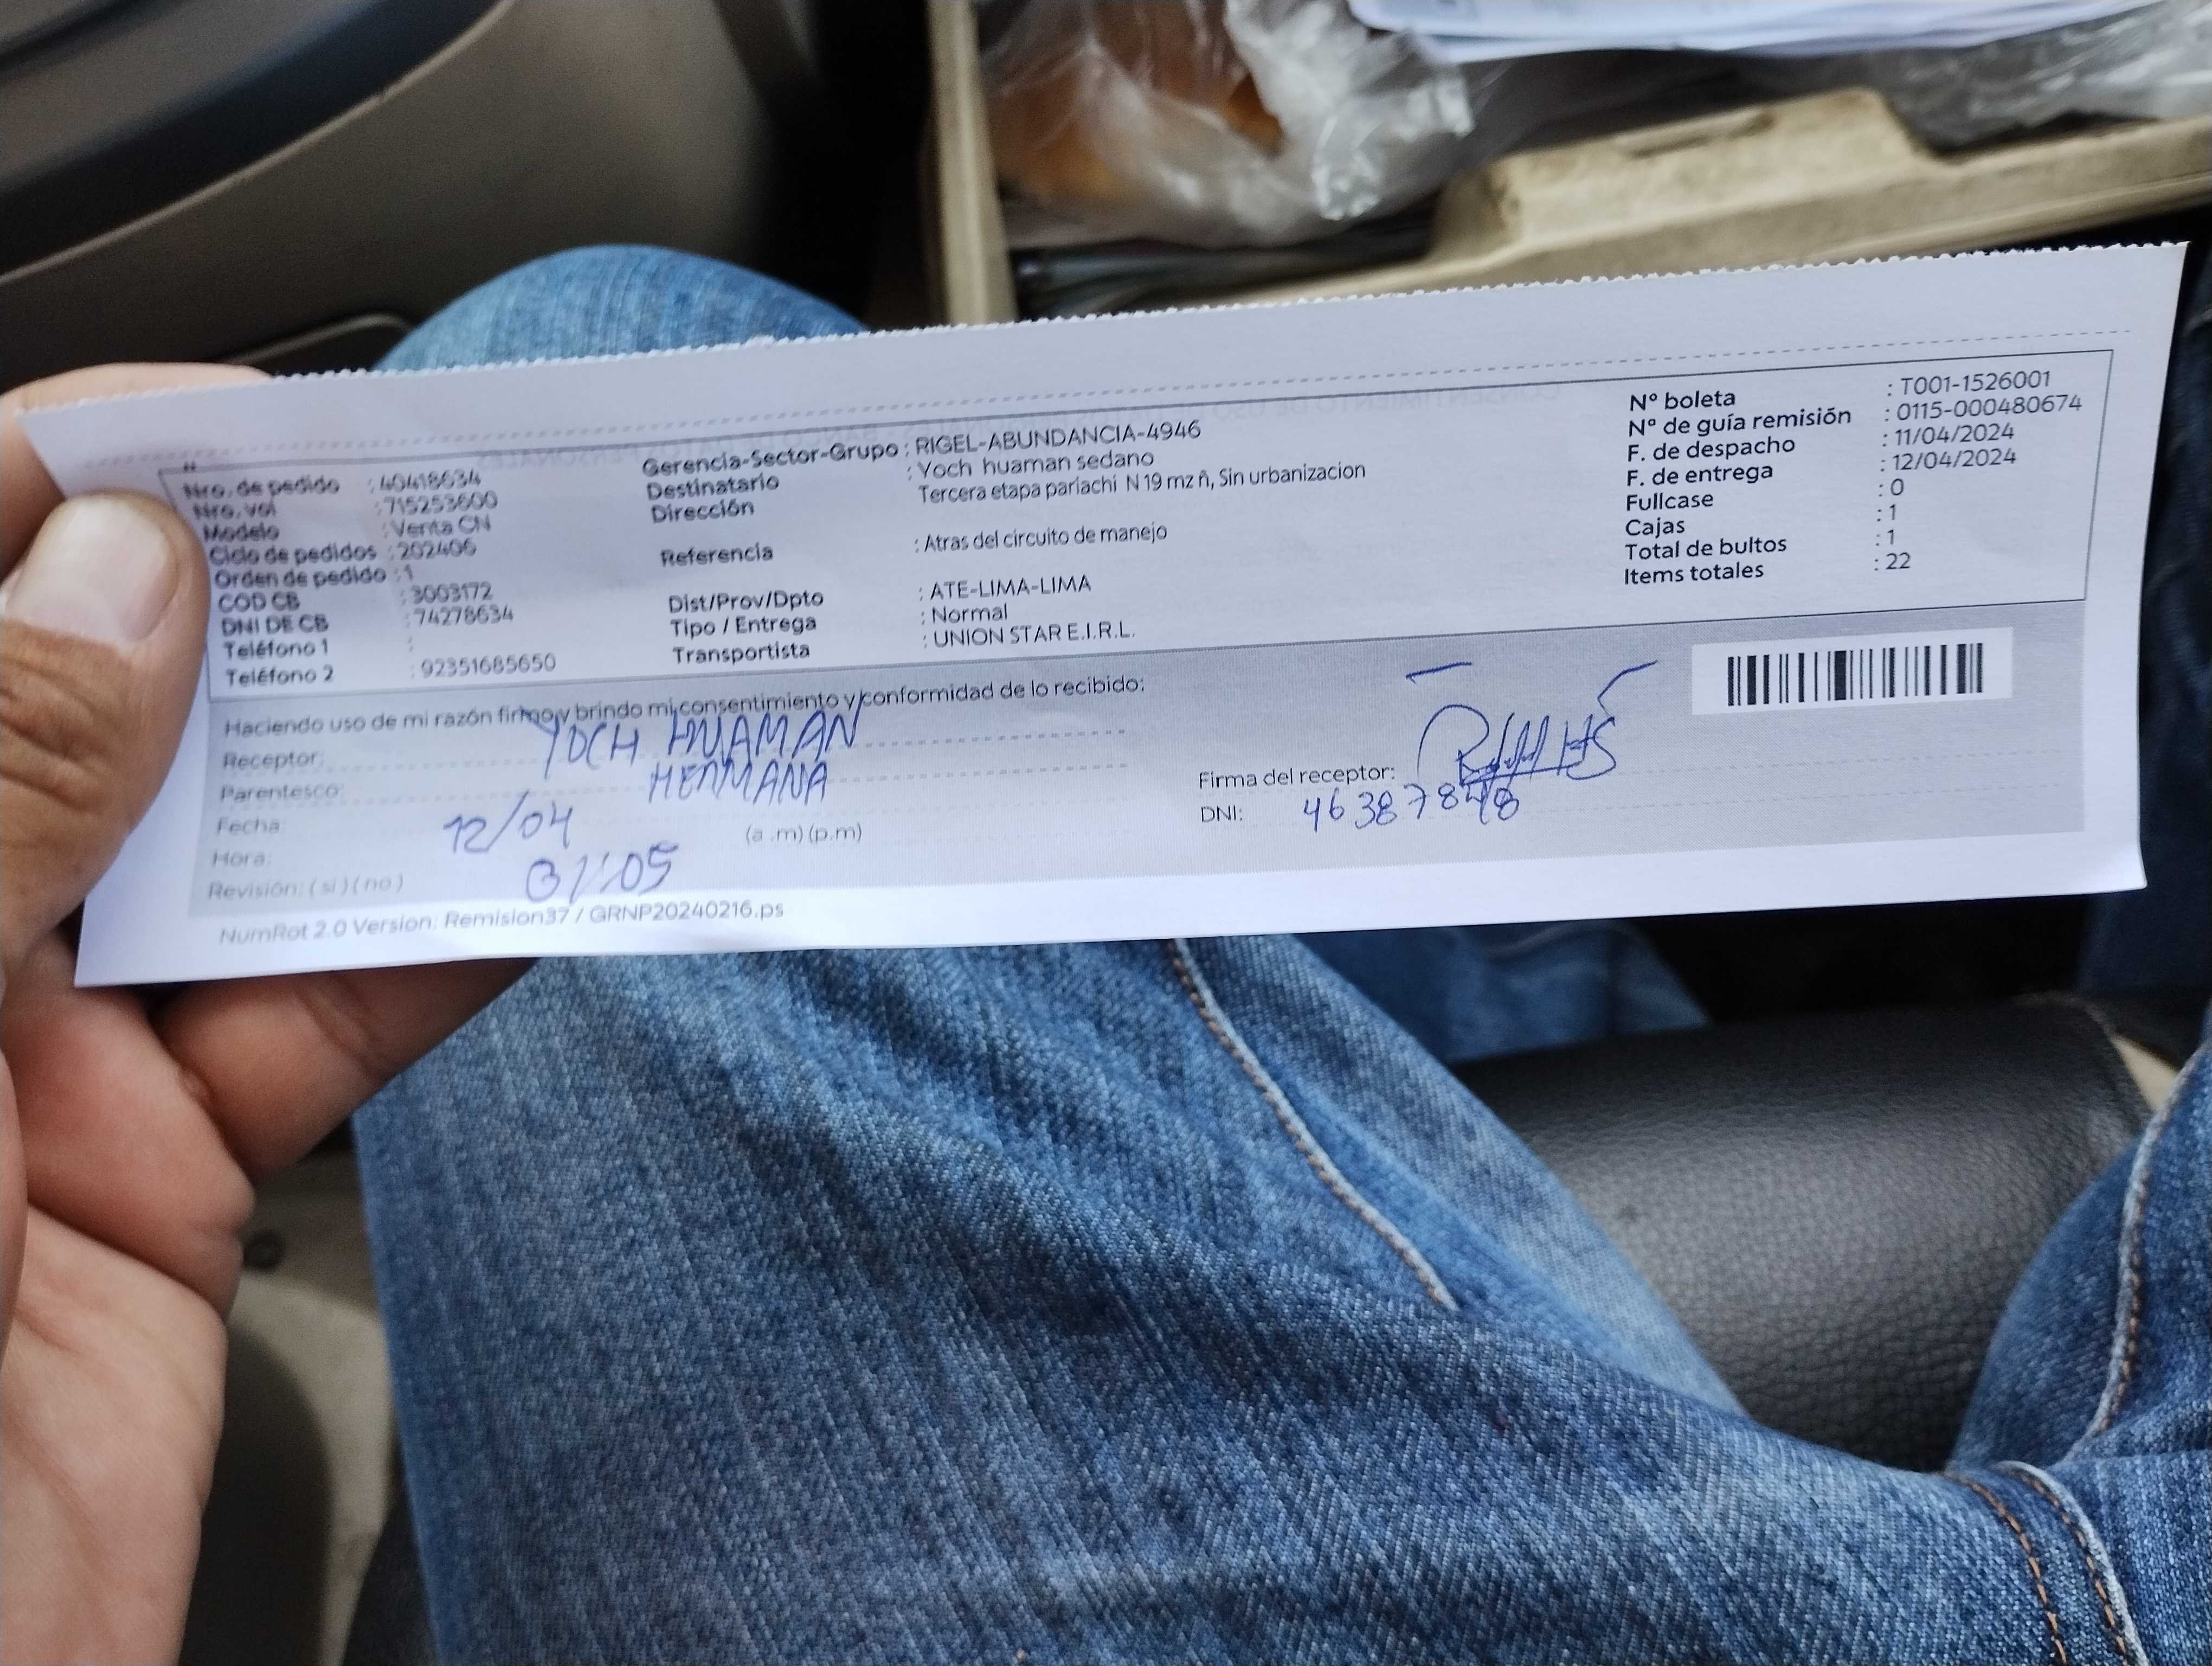 Nro. de pedido : 40418634
Nro. vol : 715253600
Modelo : Venta CN
Ciclo de pedidos : 202406
Orden de pedido : 1
COD CB : 3003172
DNI DE CB : 74278634
Teléfono 1 :
Teléfono 2 : 92351685650
Gerencia-Sector-Grupo : RIGEL-ABUNDANCIA-4946
Destinatario : Yoch huaman sedano
Dirección Tercera etapa pariachi N 19 mz ñ, Sin urbanizacion
Referencia : Atras del circuito de manejo
Dist/Prov/Dpto : ATE-LIMA-LIMA
Tipo / Entrega : Normal
Transportista : UNION STAR E.I.R.L.
Nº boleta : T001-1526001
Nº de guía remisión : 0115-000480674
F. de despacho : 11/04/2024
F. de entrega : 12/04/2024
Fullcase : 0
Cajas : 1
Total de bultos : 1
Items totales : 22
Haciendo uso de mi razón firmo y brindo mi consentimiento y conformidad de lo recibido:
Receptor: YOCH HUAMAN
Parentesco: HERMANA
Fecha: 12/04
Hora: 01:05 (a.m) (p.m)
Revisión: (si) (no)
Firma del receptor:
DNI: 46387848
NumRot 2.0 Version: Remision37 / GRNP20240216.ps